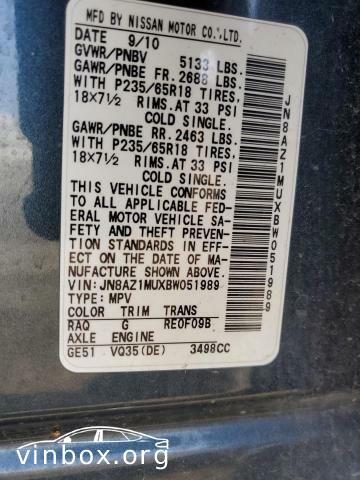 MFD BY NISSAN MOTOR CO.,LTD.
DATE 9/10
GVWR/PNBV 5133 LBS.
GAWR/PNBE FR. 2688 LBS.
WITH P235/65R18 TIRES,
18X7½ RIMS. AT 33 PSI
COLD SINGLE.
GAWR/PNBE RR. 2463 LBS.
WITH P235/65R18 TIRES,
18X7½ RIMS. AT 33 PSI
COLD SINGLE.
THIS VEHICLE CONFORMS
TO ALL APPLICABLE FED-
ERAL MOTOR VEHICLE SA-
FETY AND THEFT PREVEN-
TION STANDARDS IN EFF-
ECT ON THE DATE OF MA-
NUFACTURE SHOWN ABOVE.
VIN: JN8AZ1MUXBW051989
TYPE: MPV
COLOR TRIM TRANS
RAQ G RE0F09B
AXLE ENGINE
GE51 VQ35(DE) 3498CC
JN8AZ1MUXBW051989
vinbox.org